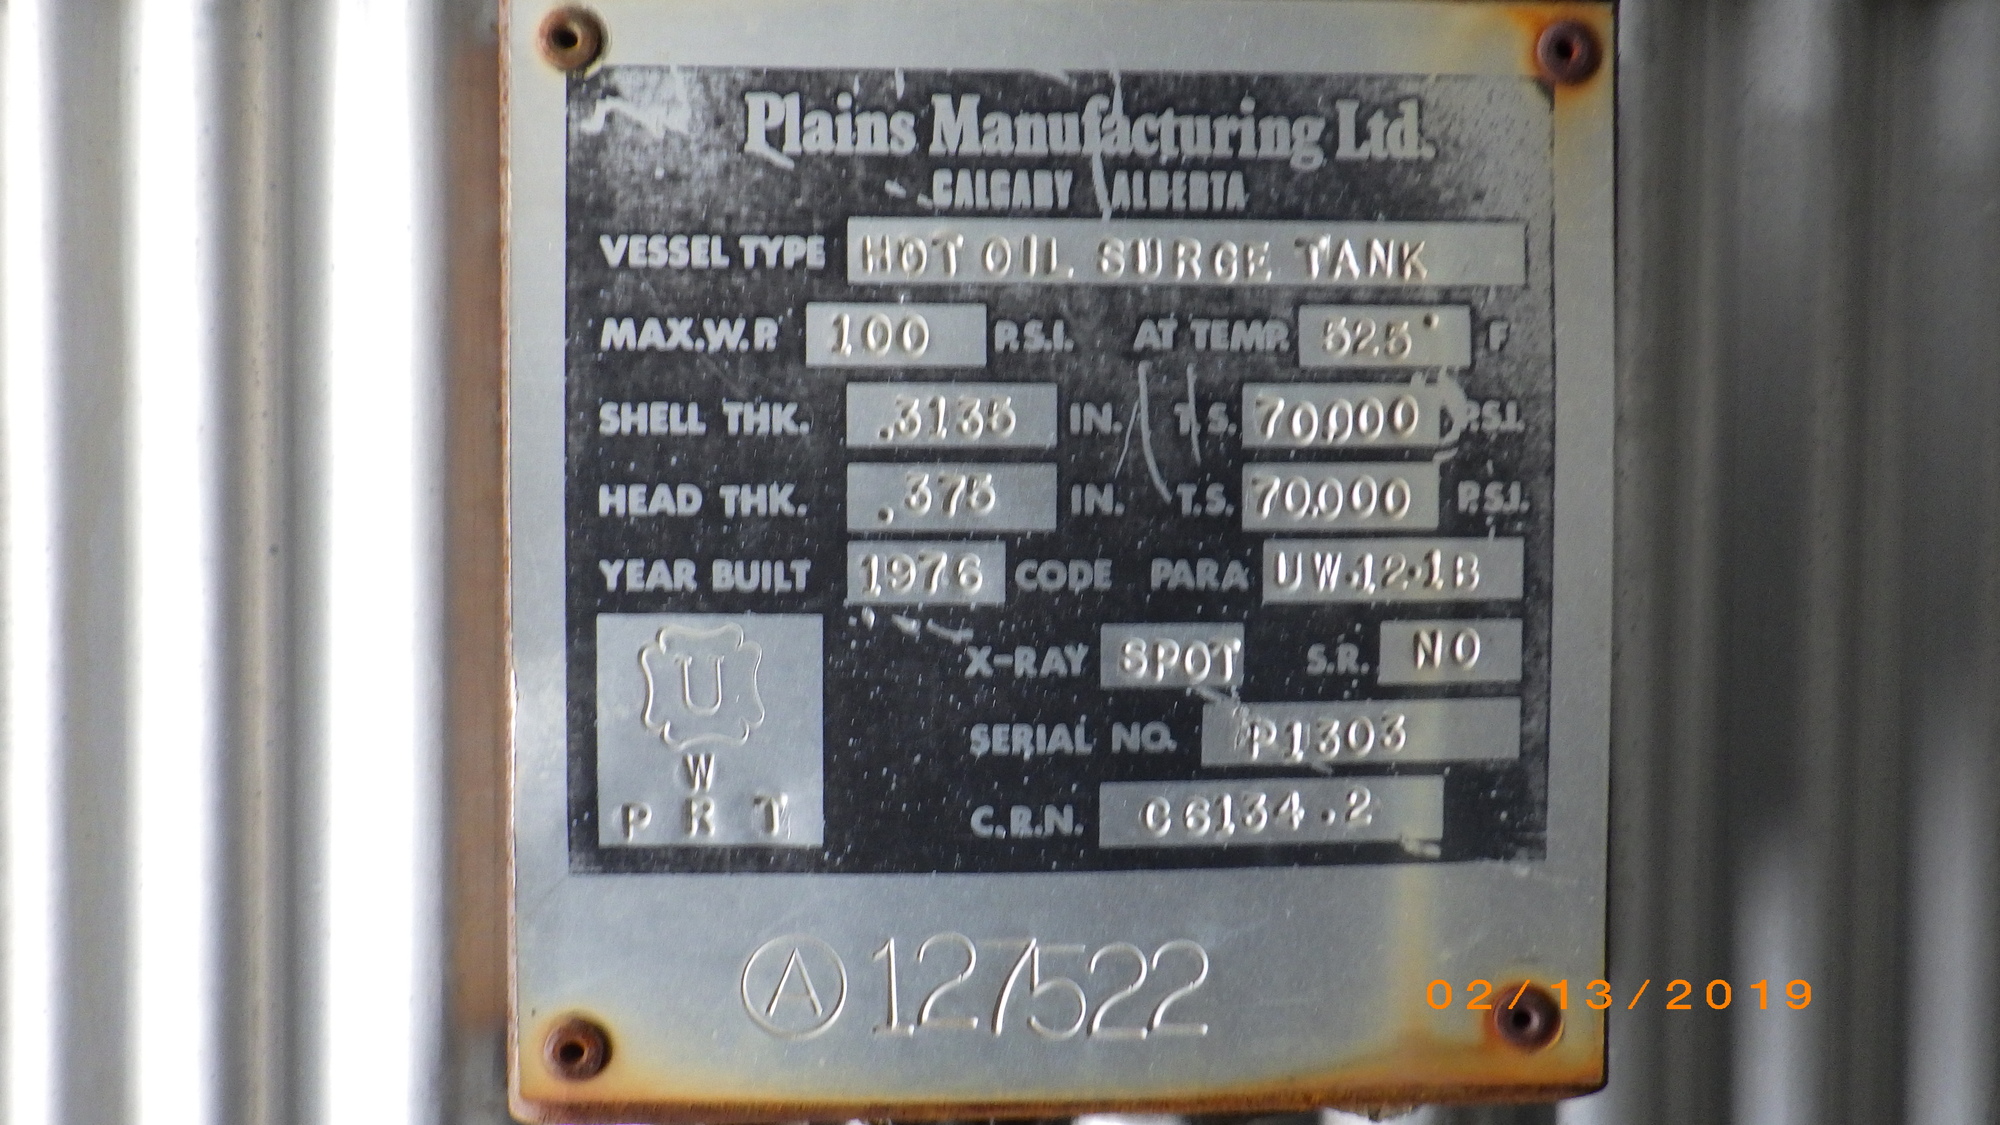 Plains Manufacturing Ltd.
CALGARY ALBERTA
VESSEL TYPE HOT OIL SURGE TANK
MAX.W.P. 100 P.S.I. AT TEMP. 525° F
SHELL THK. .3135 IN. T.S. 70,000 P.S.I.
HEAD THK. .375 IN. T.S. 70,000 P.S.I.
YEAR BUILT 1976 CODE PARA UW.12.1B
X-RAY SPOT S.R. NO
U
W
P R T
SERIAL NO. P1303
C.R.N. C6134.2
A 127522
02/13/2019